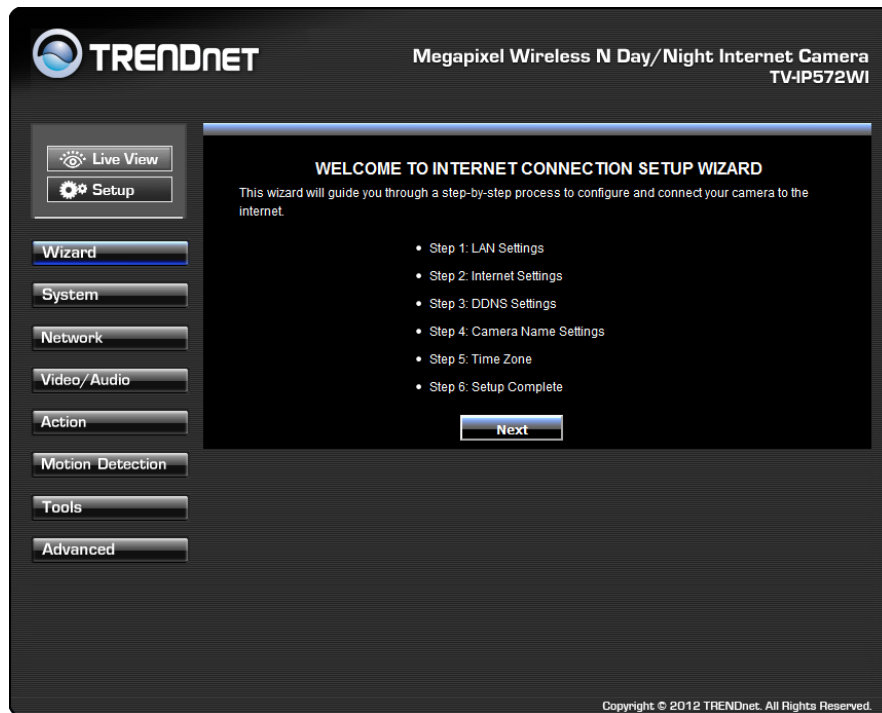 TRENDnet
Megapixel Wireless N Day/Night Internet Camera
TV-IP572WI
Live View
Setup
Wizard
System
Network
Video/Audio
Action
Motion Detection
Tools
Advanced
WELCOME TO INTERNET CONNECTION SETUP WIZARD
This wizard will guide you through a step-by-step process to configure and connect your camera to the
internet.
• Step 1: LAN Settings
• Step 2: Internet Settings
• Step 3: DDNS Settings
• Step 4: Camera Name Settings
• Step 5: Time Zone
• Step 6: Setup Complete
Next
Copyright © 2012 TRENDnet. All Rights Reserved.